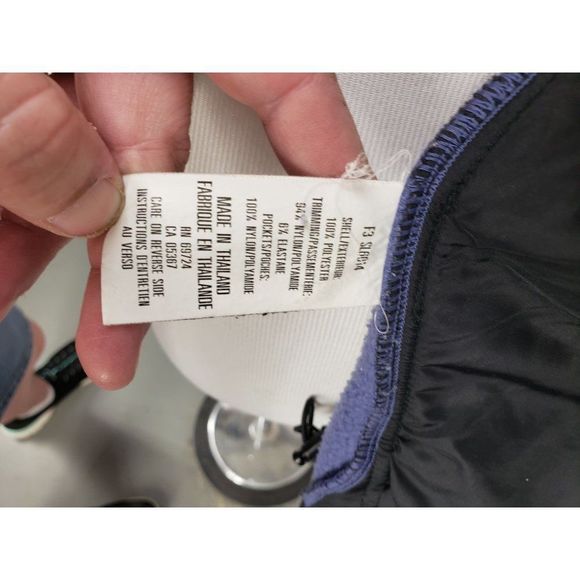 F3 SLRP14
SHELL/EXTERIEUR:
100% POLYESTER
TRIMMING/PASSEMENTERIE:
94% NYLON/POLYAMIDE
6% ELASTANE
POCKETS/POCHES:
100% NYLON/POLYAMIDE
MADE IN THAILAND
FABRIQUE EN THAILANDE
RN 69724
CA 05367
CARE ON REVERSE SIDE
INSTRUCTIONS D'ENTRETIEN
AU VERSO